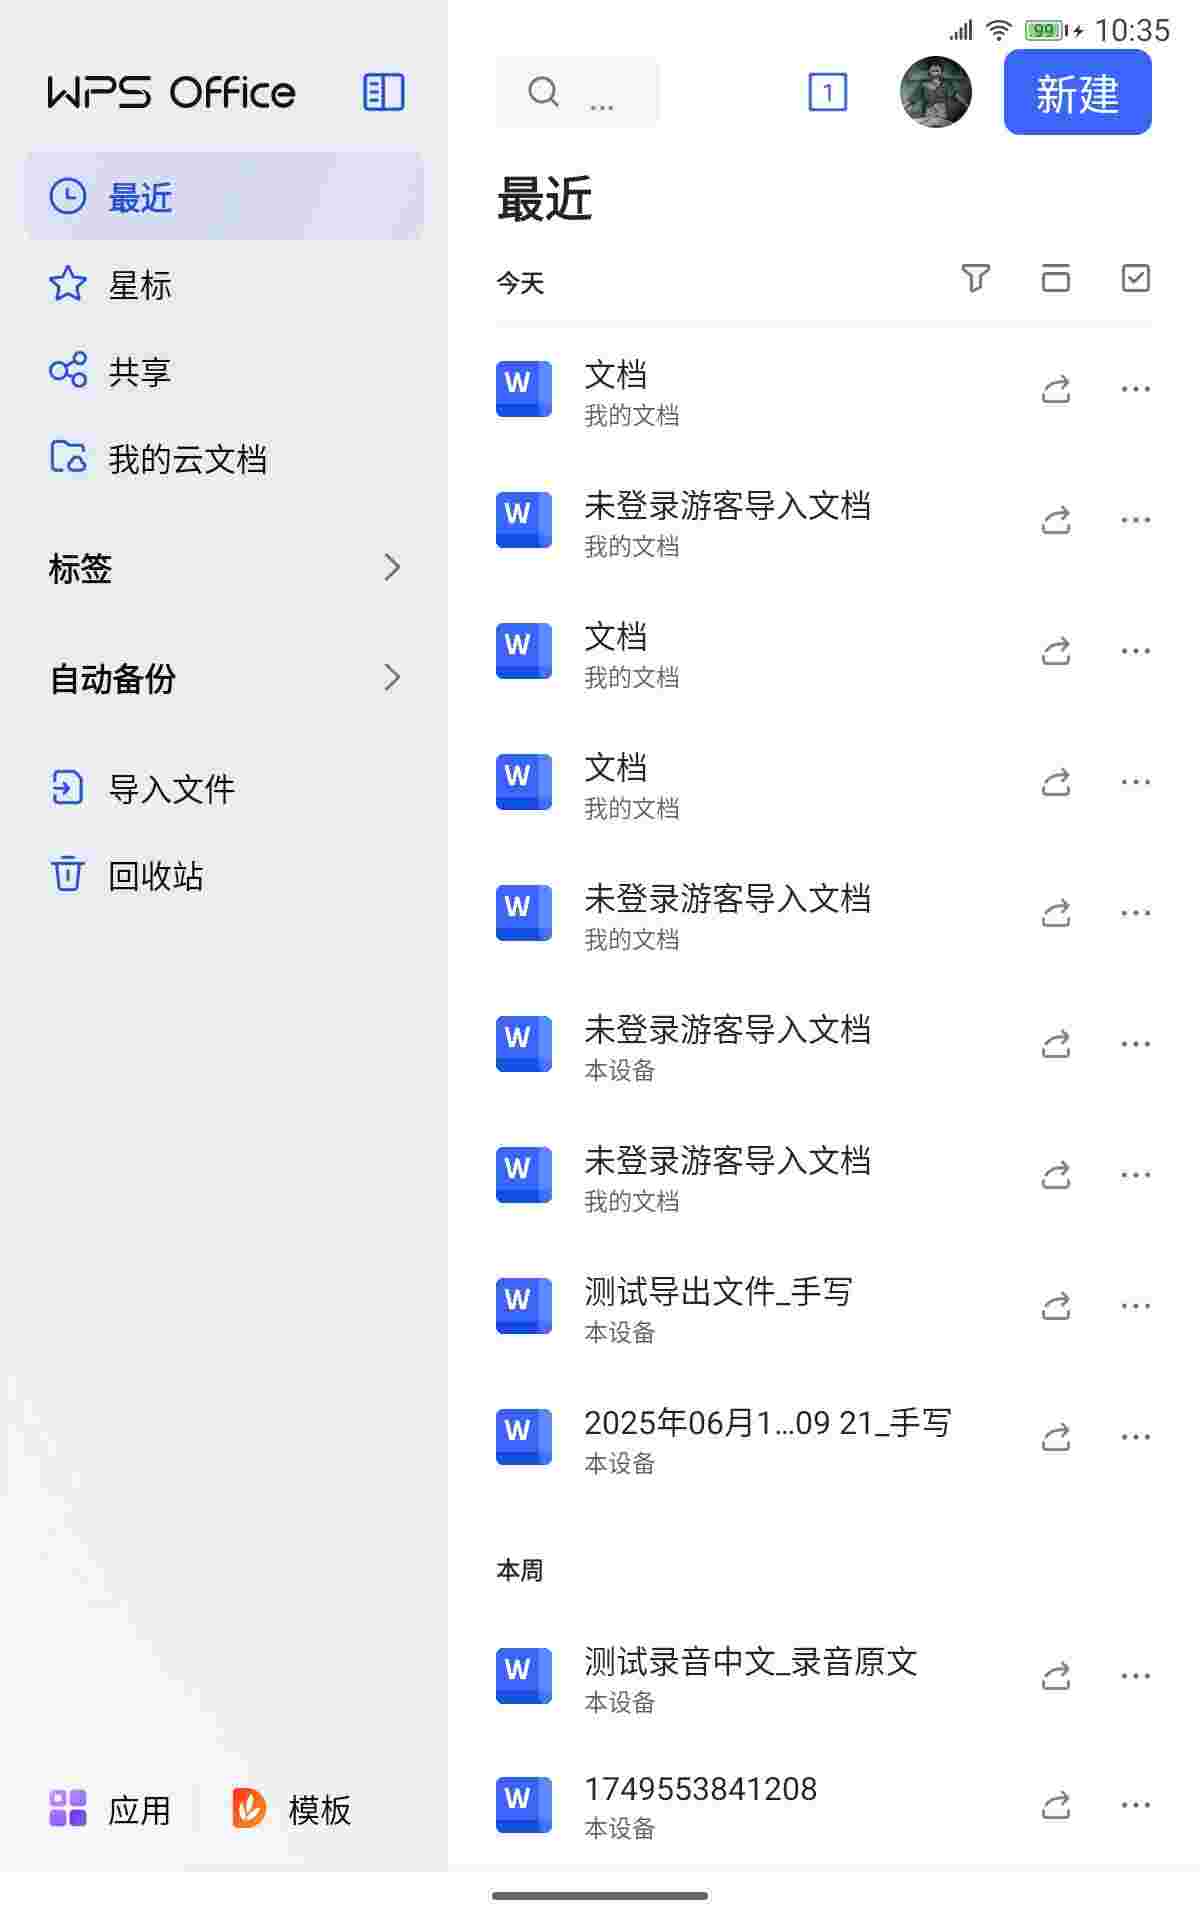 99 10:35
WPS Office
... 1 新建
最近
星标
共享
我的云文档
标签
自动备份
导入文件
回收站
应用 模板
最近
今天
文档
我的文档
未登录游客导入文档
我的文档
文档
我的文档
文档
我的文档
未登录游客导入文档
我的文档
未登录游客导入文档
本设备
未登录游客导入文档
我的文档
测试导出文件_手写
本设备
2025年06月1...09 21_手写
本设备
本周
测试录音中文_录音原文
本设备
1749553841208
本设备